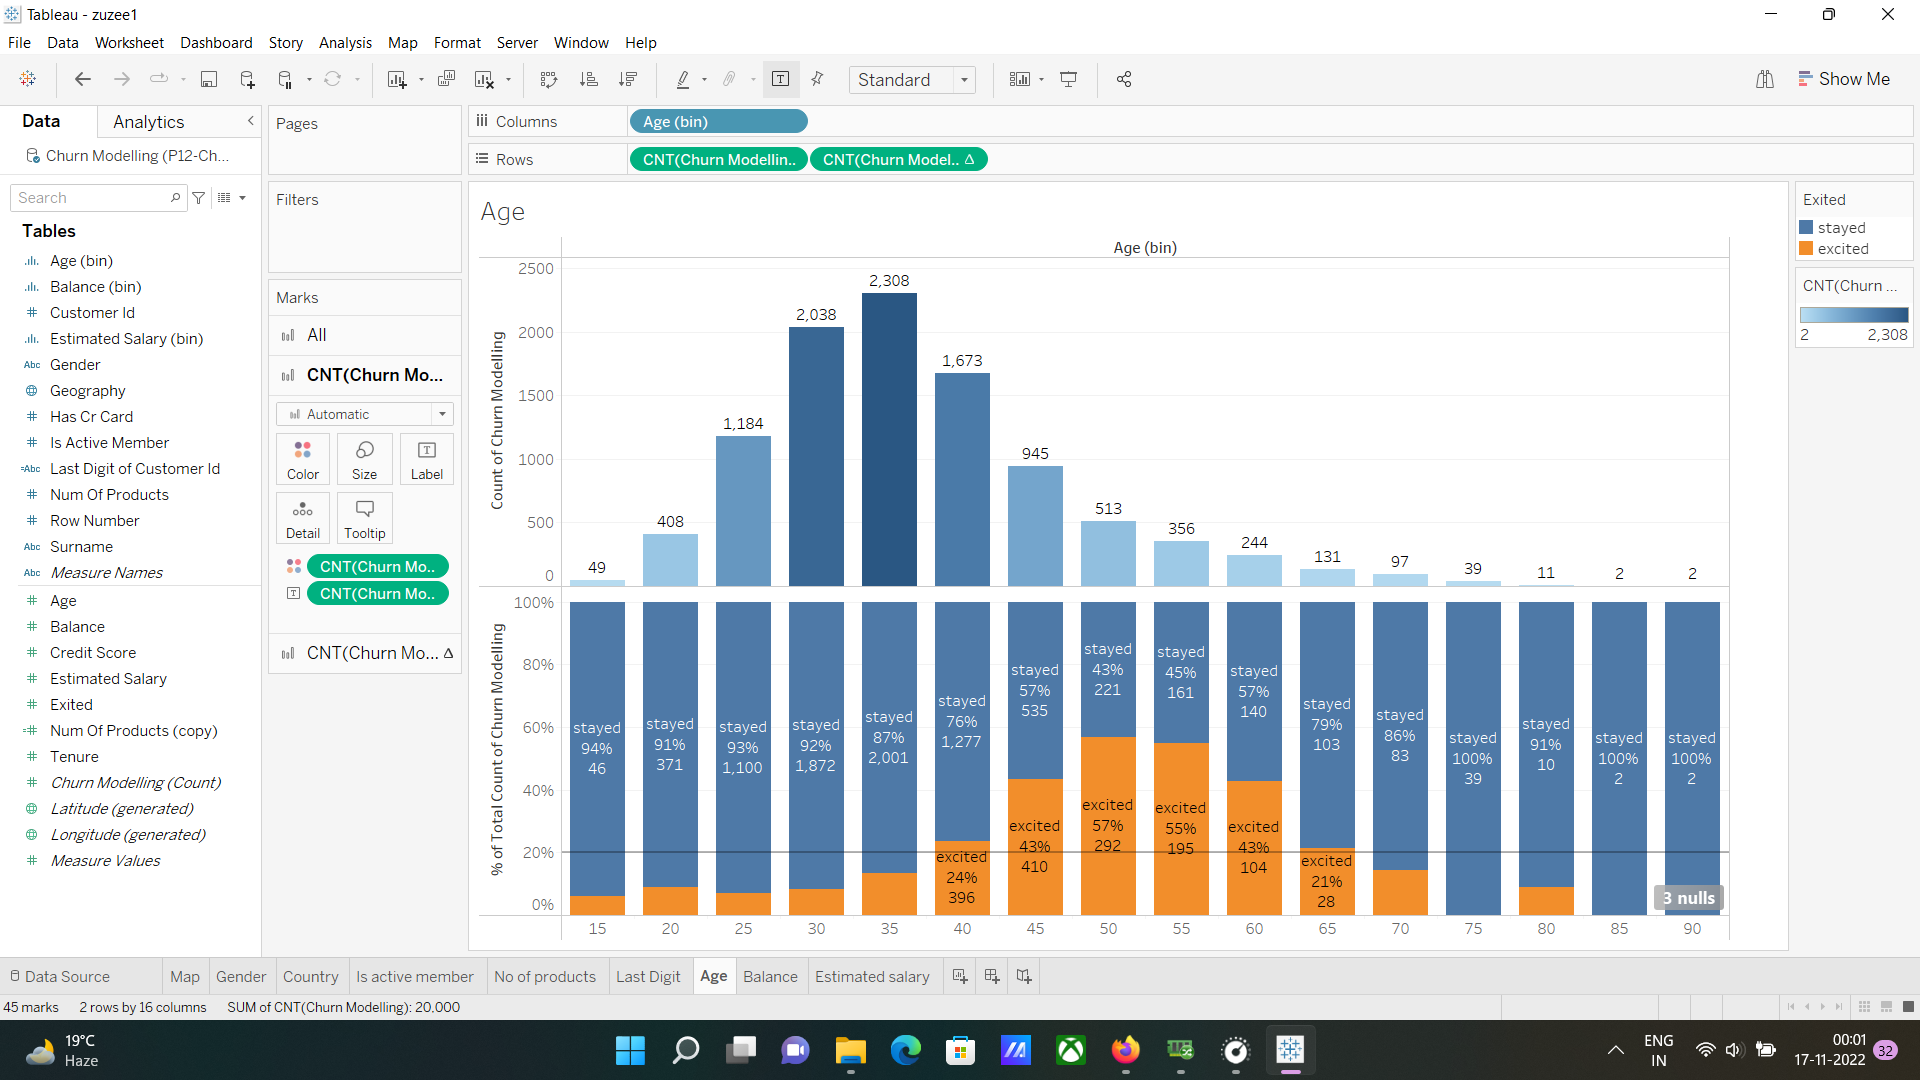 Tableau - zuzee1
File Data Worksheet Dashboard Story Analysis Map Format Server Window Help
Standard
Show Me
Data Analytics
Churn Modelling (P12-Ch...
Search
Tables
Age (bin)
Balance (bin)
# Customer Id
Estimated Salary (bin)
Abc Gender
Geography
# Has Cr Card
# Is Active Member
=Abc Last Digit of Customer Id
# Num Of Products
# Row Number
Abc Surname
Abc Measure Names
# Age
# Balance
# Credit Score
# Estimated Salary
# Exited
=# Num Of Products (copy)
# Tenure
# Churn Modelling (Count)
Latitude (generated)
Longitude (generated)
# Measure Values
Pages
Filters
Marks
All
CNT(Churn Mo...
Automatic
Color Size Label
Detail Tooltip
CNT(Churn Mo..
CNT(Churn Mo..
CNT(Churn Mo... Δ
Columns Age (bin)
Rows CNT(Churn Modellin.. CNT(Churn Model.. Δ
Age
Age (bin)
Count of Churn Modelling
2500
2000
1500
1000
500
0
49 408 1,184 2,038 2,308 1,673 945 513 356 244 131 97 39 11 2 2
% of Total Count of Churn Modelling
100%
80%
60%
40%
20%
0%
stayed
94%
46
stayed
91%
371
stayed
93%
1,100
stayed
92%
1,872
stayed
87%
2,001
stayed
76%
1,277
excited
24%
396
stayed
57%
535
excited
43%
410
stayed
43%
221
excited
57%
292
stayed
45%
161
excited
55%
195
stayed
57%
140
excited
43%
104
stayed
79%
103
excited
21%
28
stayed
86%
83
stayed
100%
39
stayed
91%
10
stayed
100%
2
stayed
100%
2
3 nulls
15 20 25 30 35 40 45 50 55 60 65 70 75 80 85 90
Exited
stayed
excited
CNT(Churn ...
2 2,308
Data Source Map Gender Country Is active member No of products Last Digit Age Balance Estimated salary
45 marks 2 rows by 16 columns SUM of CNT(Churn Modelling): 20,000
19°C
Haze
ENG
IN
00:01
17-11-2022
32